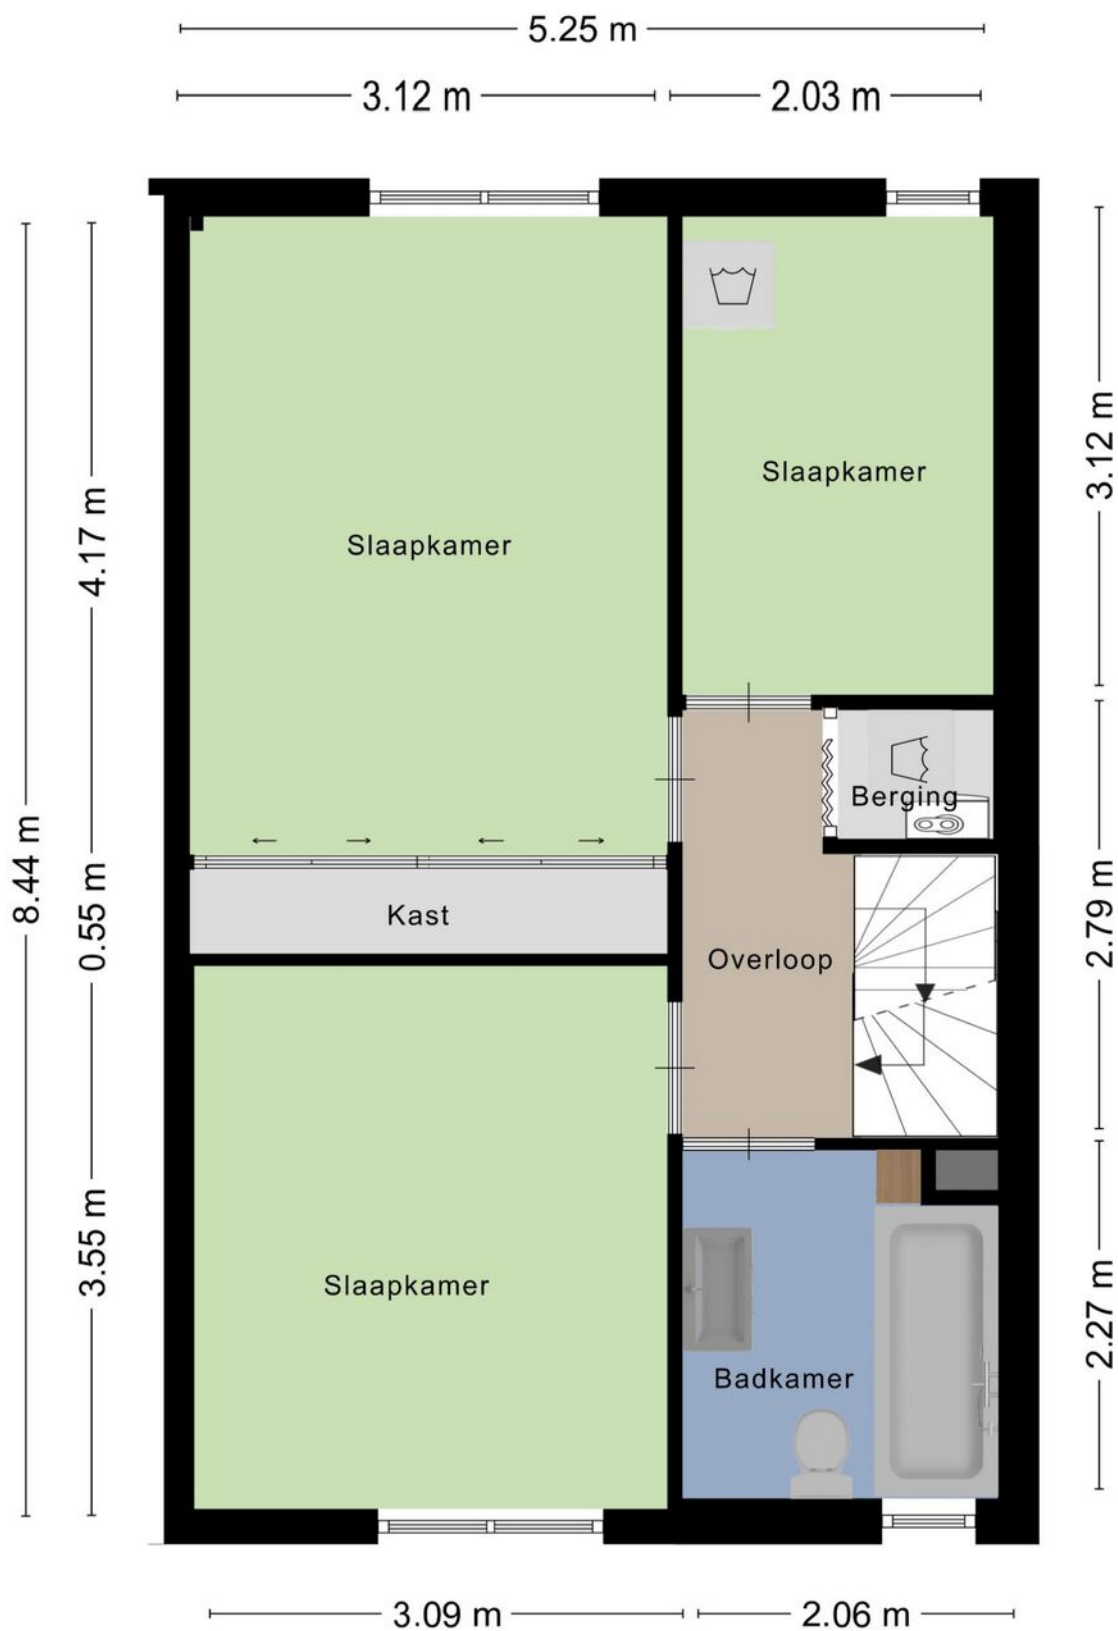 5.25 m
3.12 m
2.03 m
Slaapkamer
Slaapkamer
3.12 m
4.17 m
Berging
8.44 m
0.55 m
Kast
Overloop
2.79 m
3.55 m
Slaapkamer
Badkamer
2.27 m
3.09 m
2.06 m